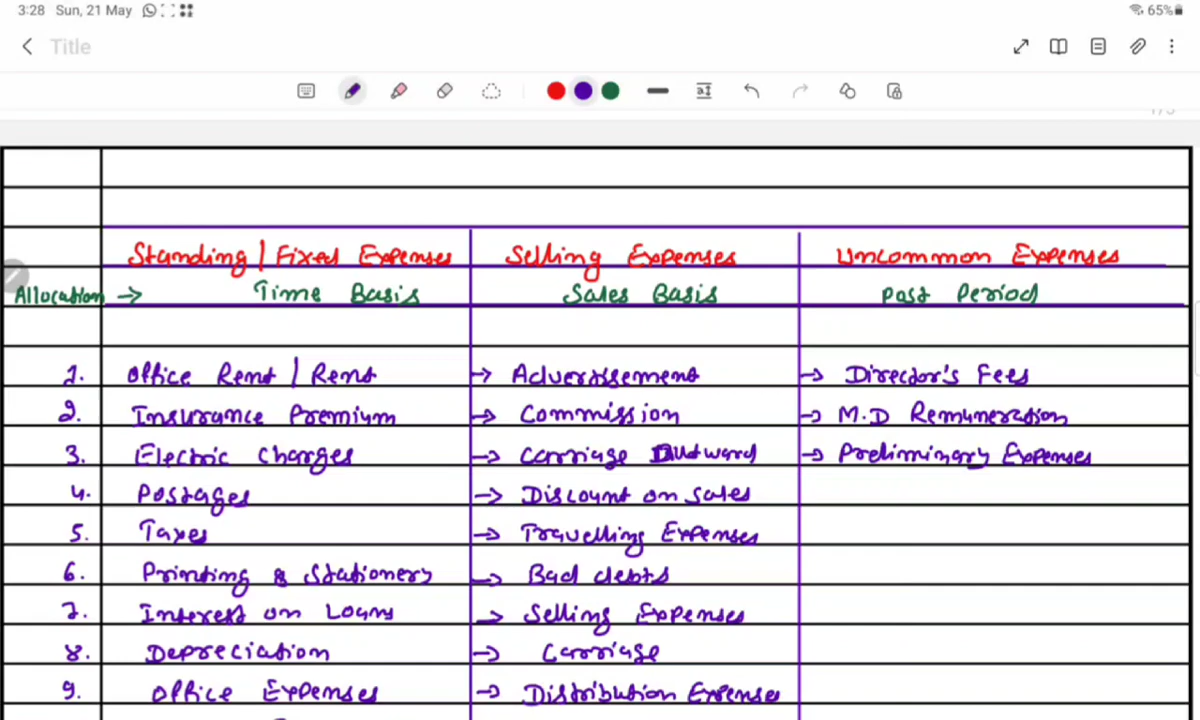 3:28 Sun, 21 May 65%
Title
Standing / Fixed Expenses Selling Expenses Uncommon Expenses
Allocation → Time Basis Sales Basis Post Period
1. Office Rent / Rent → Advertisement → Director's Fees
2. Insurance Premium → Commission → M.D Remuneration
3. Electric Charges → Carriage Outward → Preliminary Expenses
4. Postages → Discount on Sales
5. Taxes → Travelling Expenses
6. Printing & Stationery → Bad debts
7. Interest on Loans → Selling Expenses
8. Depreciation → Carriage
9. Office Expenses → Distribution Expenses